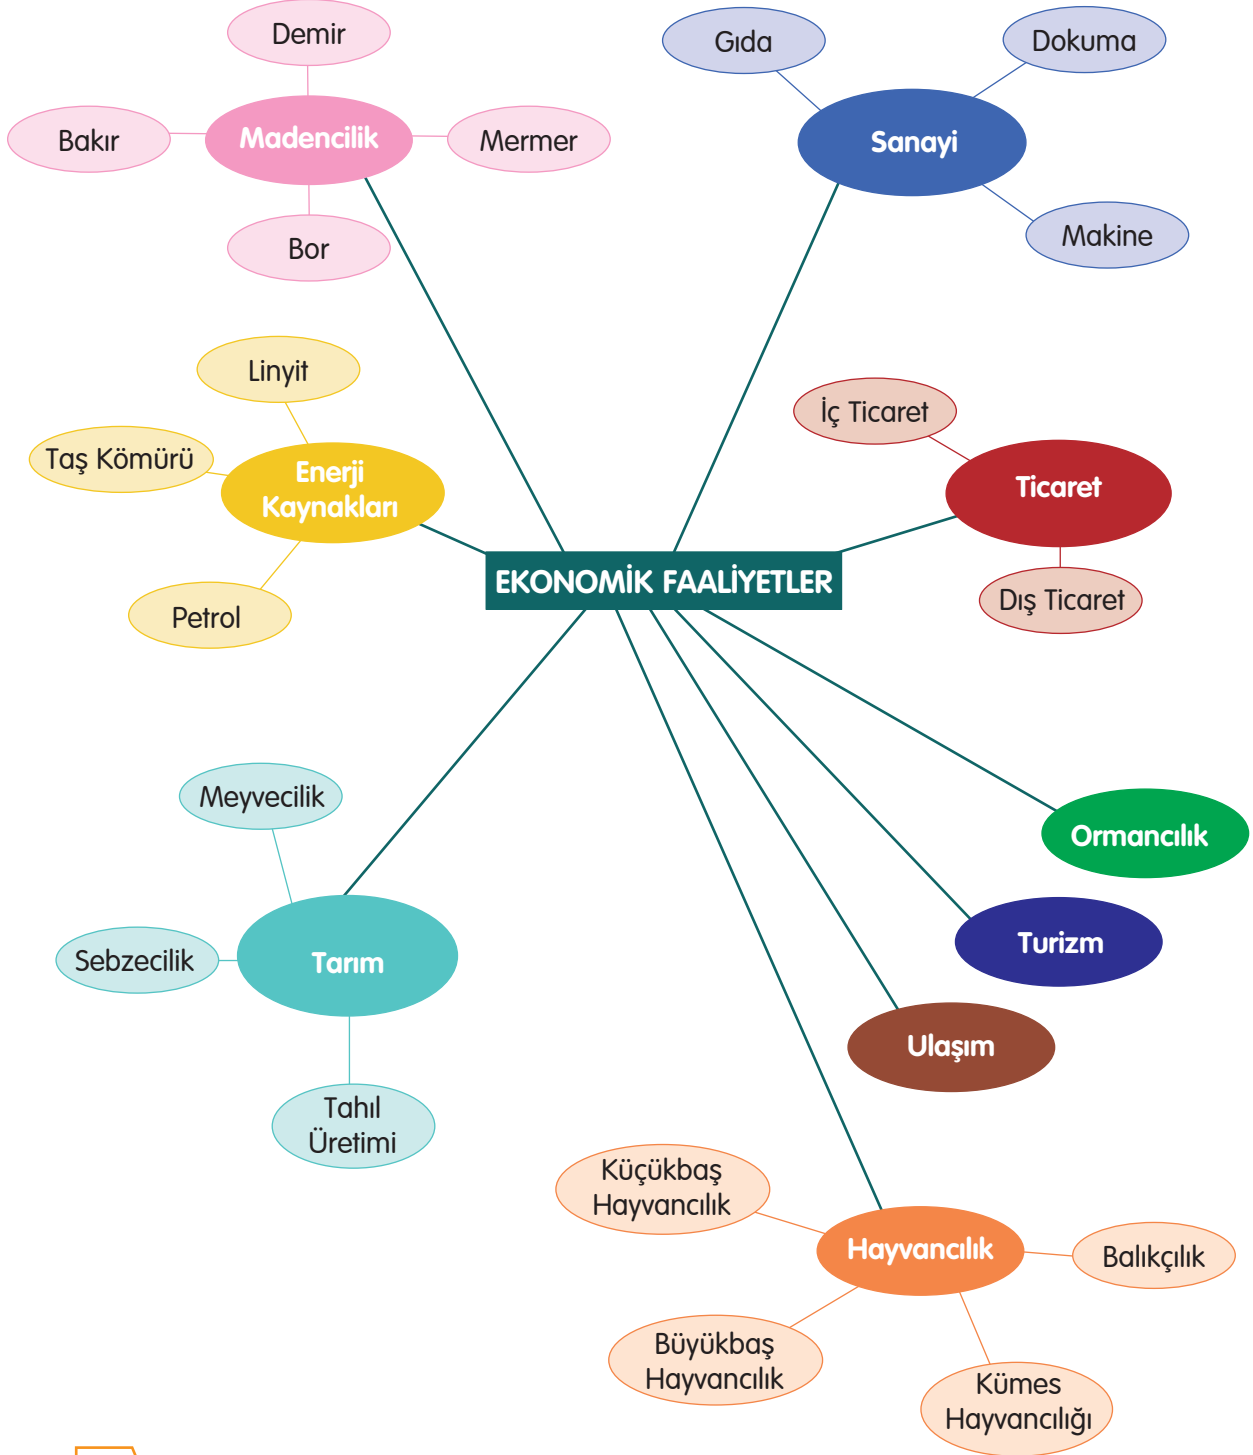 Demir
Bakır
Madencilik
Mermer
Bor
Gıda
Dokuma
Sanayi
Makine
Linyit
Taş Kömürü
Enerji
Kaynakları
Petrol
İç Ticaret
Ticaret
Dış Ticaret
EKONOMİK FAALİYETLER
Meyvecilik
Sebzecilik
Tarım
Tahıl
Üretimi
Ormancılık
Turizm
Ulaşım
Küçükbaş
Hayvancılık
Hayvancılık
Balıkçılık
Büyükbaş
Hayvancılık
Kümes
Hayvancılığı